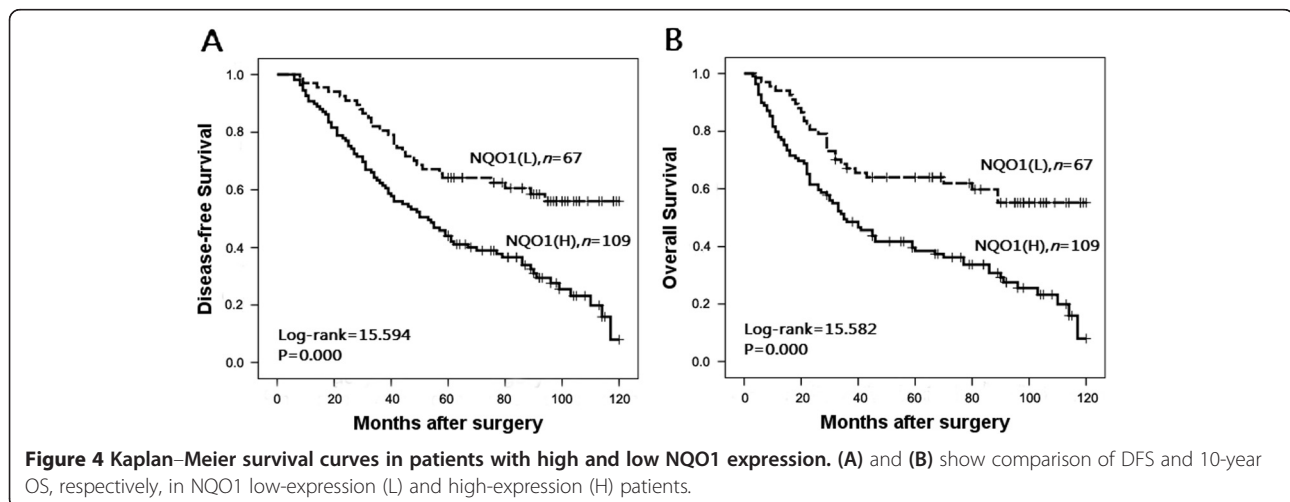 A
Disease-free Survival
1.0
0.8
0.6
0.4
0.2
0.0
NQO1(L),n=67
NQO1(H),n=109
Log-rank=15.594
P=0.000
0 20 40 60 80 100 120
Months after surgery
B
Overall Survival
1.0
0.8
0.6
0.4
0.2
0.0
NQO1(L),n=67
NQO1(H),n=109
Log-rank=15.582
P=0.000
0 20 40 60 80 100 120
Months after surgery
Figure 4 Kaplan–Meier survival curves in patients with high and low NQO1 expression. (A) and (B) show comparison of DFS and 10-year
OS, respectively, in NQO1 low-expression (L) and high-expression (H) patients.